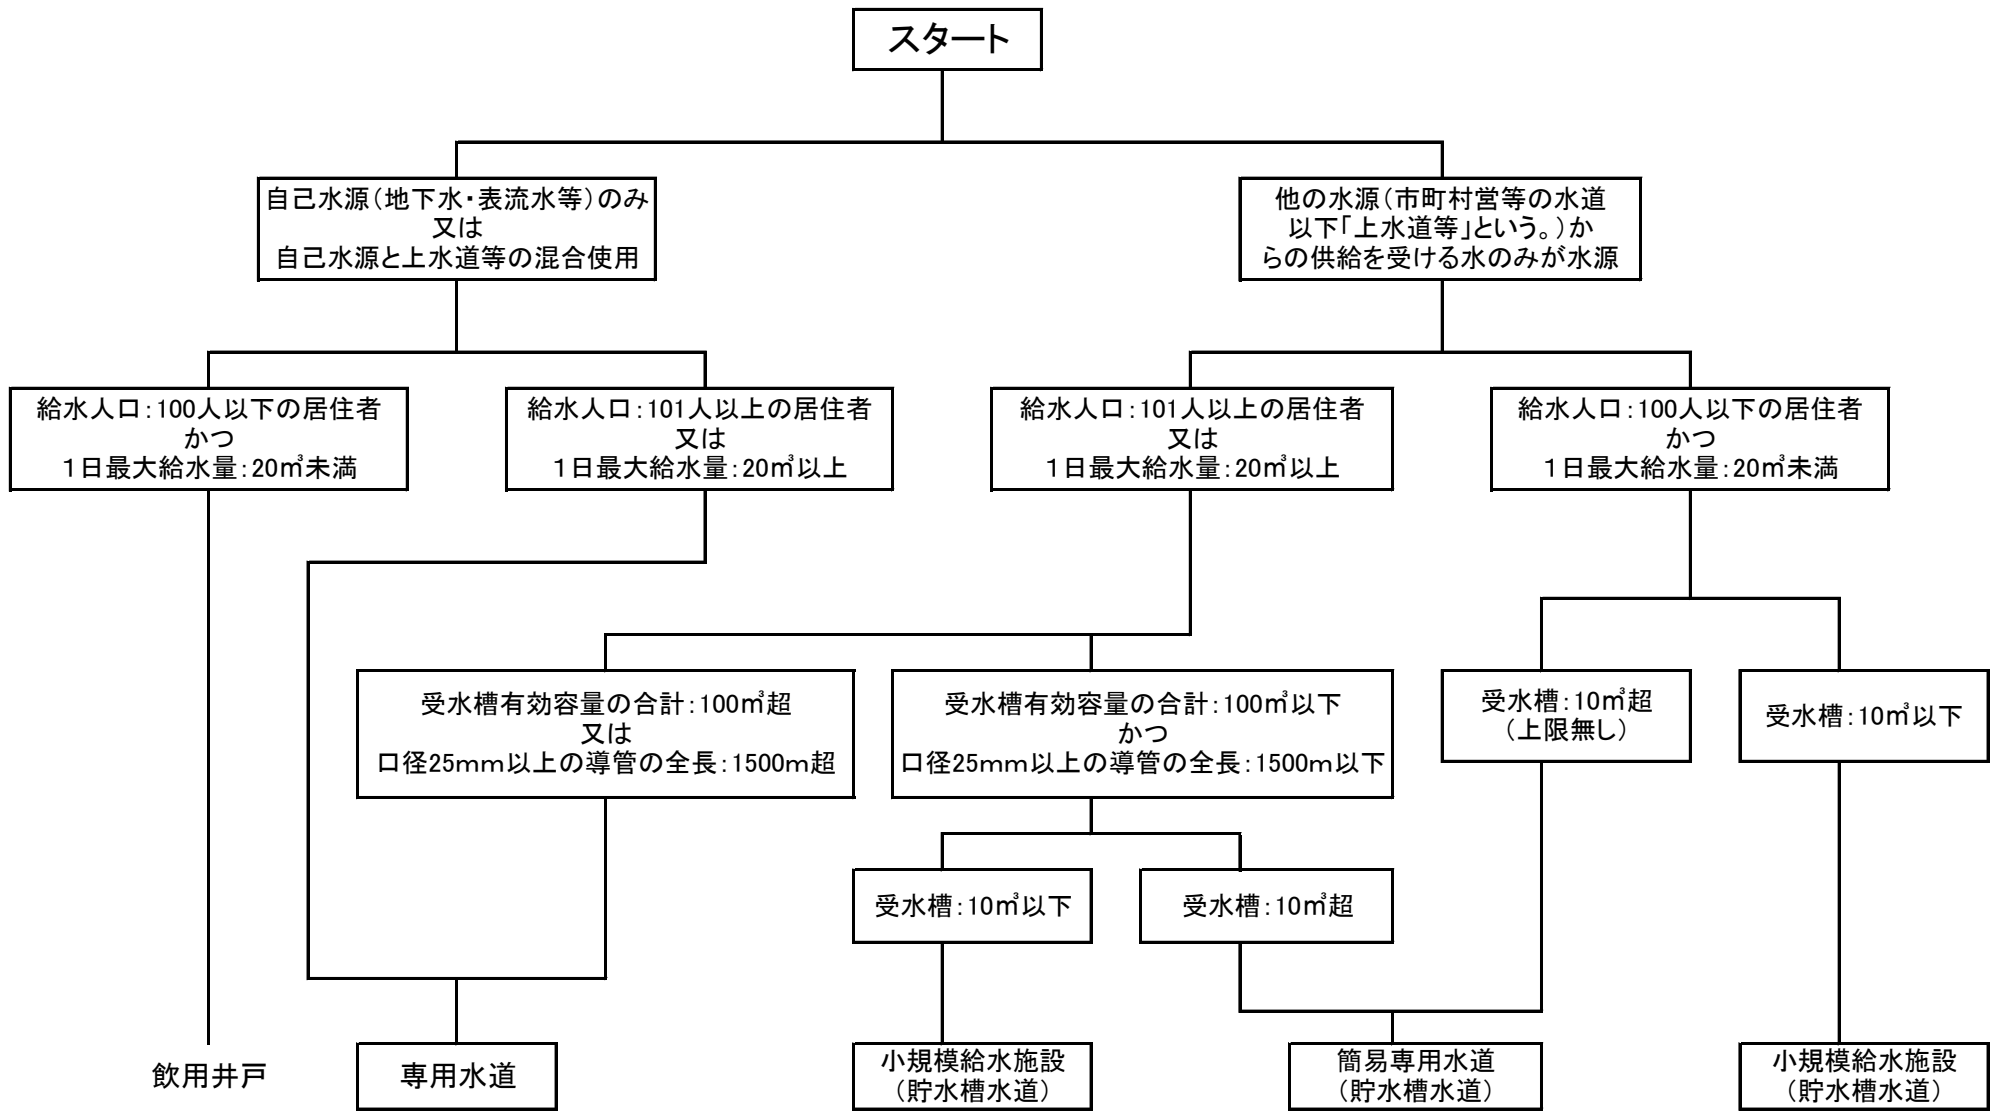 スタート
自己水源（地下水・表流水等）のみ
又は
自己水源と上水道等の混合使用
他の水源（市町村営等の水道
以下「上水道等」という。）か
らの供給を受ける水のみが水源
給水人口：100人以下の居住者
かつ
１日最大給水量：20㎥未満
給水人口：101人以上の居住者
又は
１日最大給水量：20㎥以上
給水人口：101人以上の居住者
又は
１日最大給水量：20㎥以上
給水人口：100人以下の居住者
かつ
１日最大給水量：20㎥未満
受水槽有効容量の合計：100㎥超
又は
口径25ｍｍ以上の導管の全長：1500ｍ超
受水槽有効容量の合計：100㎥以下
かつ
口径25ｍｍ以上の導管の全長：1500ｍ以下
受水槽：10㎥超
（上限無し）
受水槽：10㎥以下
受水槽：10㎥以下
受水槽：10㎥超
飲用井戸
専用水道
小規模給水施設
（貯水槽水道）
簡易専用水道
（貯水槽水道）
小規模給水施設
（貯水槽水道）